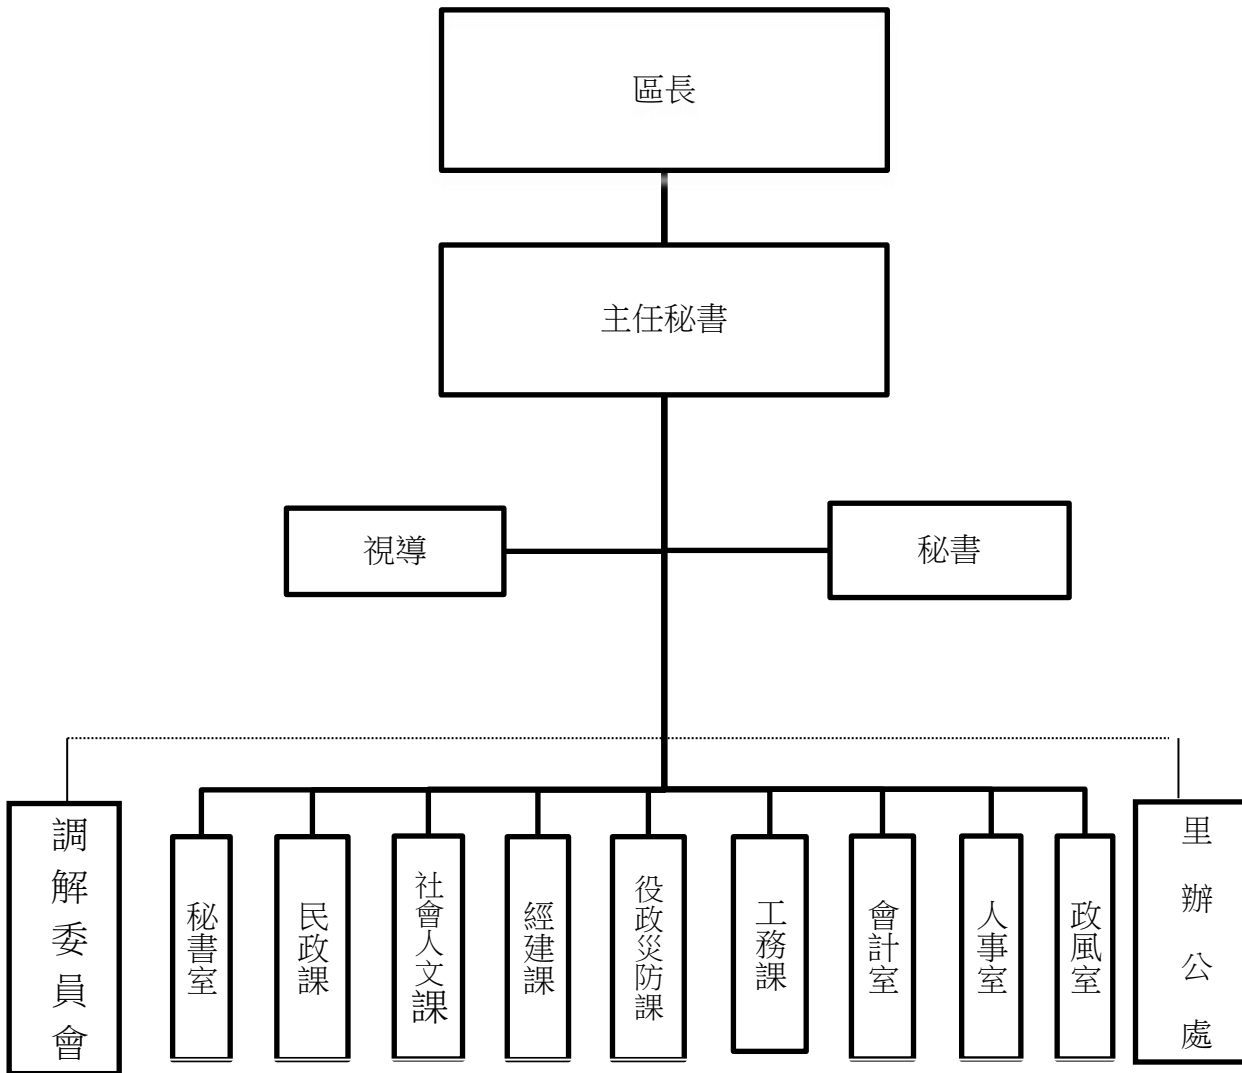 區長
主任秘書
視導
秘書
調解委員會
秘書室
民政課
社會人文課
經建課
役政災防課
工務課
會計室
人事室
政風室
里辦公處